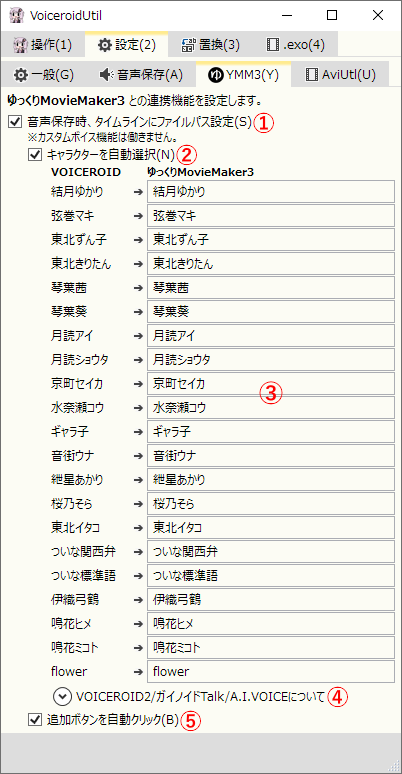 VoiceroidUtil
操作(1) 設定(2) 置換(3) .exo(4)
一般(G) 音声保存(A) YMM3(Y) AviUtl(U)
ゆっくりMovieMaker3 との連携機能を設定します。
音声保存時、タイムラインにファイルパス設定(S) ①
※カスタムボイス機能は働きません。
キャラクターを自動選択(N) ②
VOICEROID ゆっくりMovieMaker3
結月ゆかり ➔ 結月ゆかり
弦巻マキ ➔ 弦巻マキ
東北ずん子 ➔ 東北ずん子
東北きりたん ➔ 東北きりたん
琴葉茜 ➔ 琴葉茜
琴葉葵 ➔ 琴葉葵
月読アイ ➔ 月読アイ
月読ショウタ ➔ 月読ショウタ
京町セイカ ➔ 京町セイカ ③
水奈瀬コウ ➔ 水奈瀬コウ
ギャラ子 ➔ ギャラ子
音街ウナ ➔ 音街ウナ
紲星あかり ➔ 紲星あかり
桜乃そら ➔ 桜乃そら
東北イタコ ➔ 東北イタコ
ついな関西弁 ➔ ついな関西弁
ついな標準語 ➔ ついな標準語
伊織弓鶴 ➔ 伊織弓鶴
鳴花ヒメ ➔ 鳴花ヒメ
鳴花ミコト ➔ 鳴花ミコト
flower ➔ flower
VOICEROID2/ガイノイドTalk/A.I.VOICEについて ④
追加ボタンを自動クリック(B) ⑤